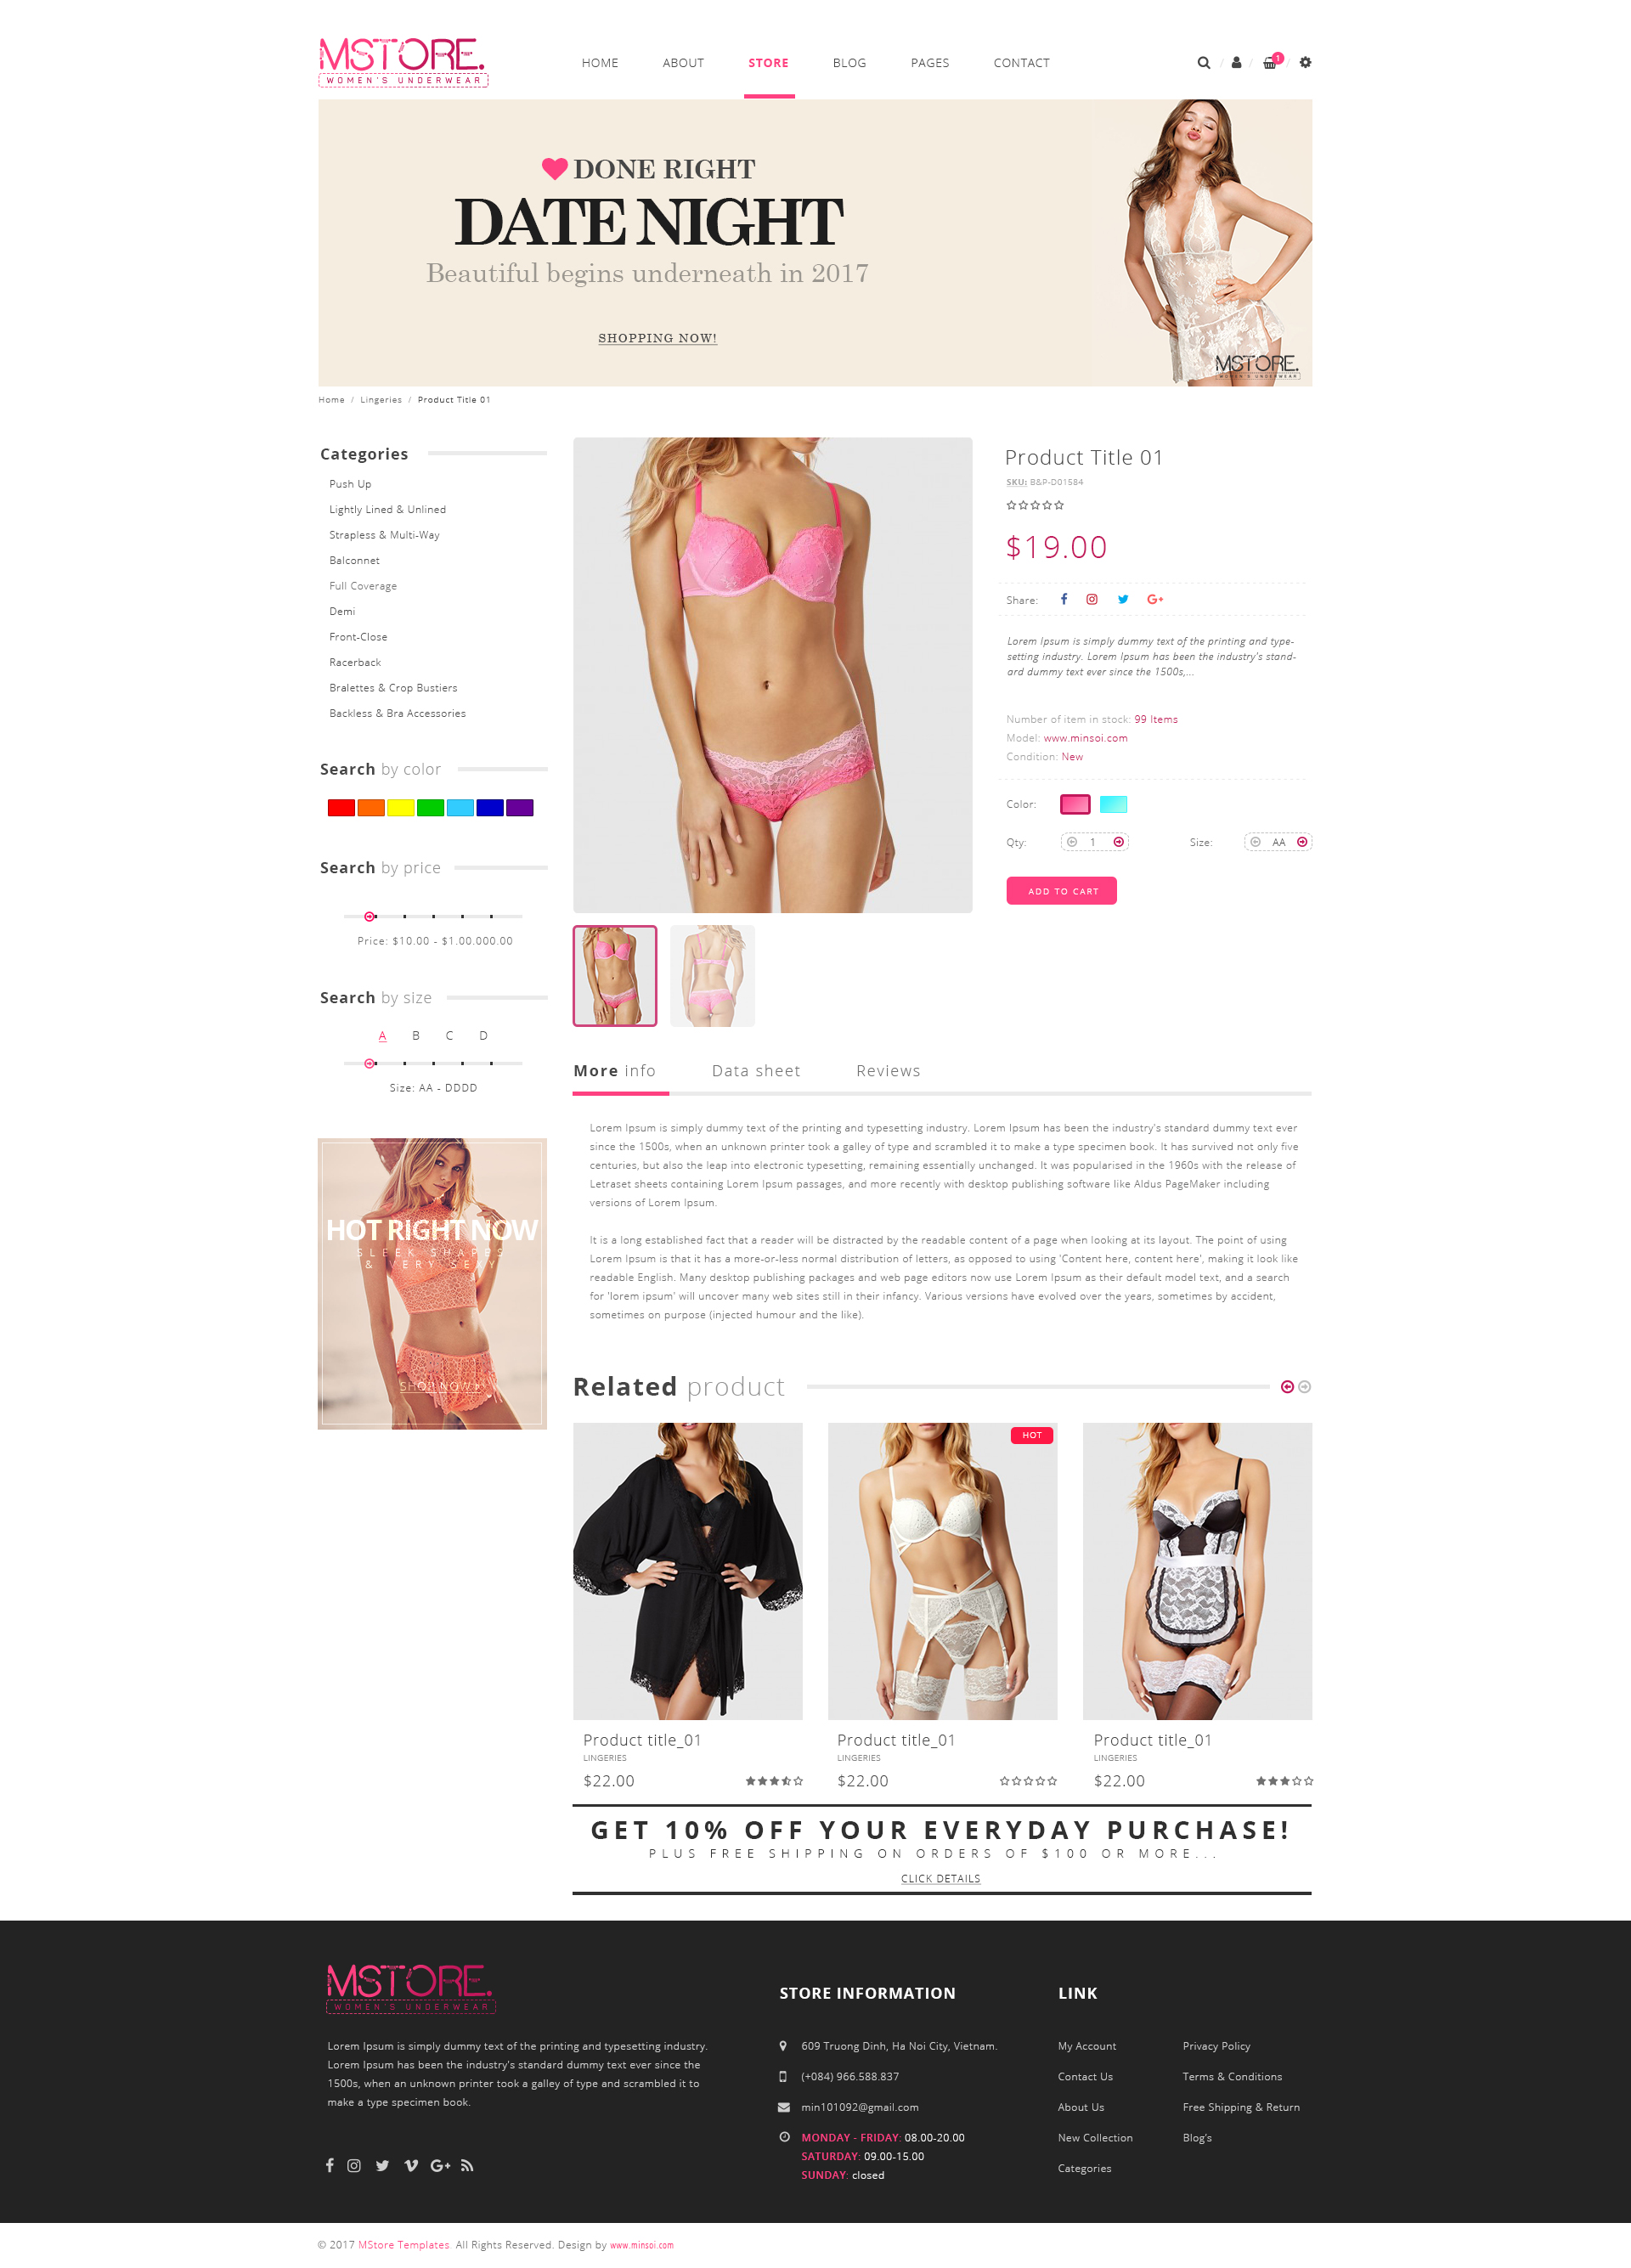 MSTORE.
WOMEN'S UNDERWEAR
HOME
ABOUT
STORE
BLOG
PAGES
CONTACT
/
/
1
/
DONE RIGHT
DATE NIGHT
Beautiful begins underneath in 2017
SHOPPING NOW!
MSTORE.
WOMEN'S UNDERWEAR
Home / Lingeries / Product Title 01
Categories
Push Up
Lightly Lined & Unlined
Strapless & Multi-Way
Balconnet
Full Coverage
Demi
Front-Close
Racerback
Bralettes & Crop Bustiers
Backless & Bra Accessories
Search by color
Search by price
Price: $10.00 - $1.00.000.00
Search by size
A B C D
Size: AA - DDDD
HOT RIGHT NOW
SLEEK SHAPPS
& VERY SEXY
SHOP NOW!
Product Title 01
SKU: B&P-D01584
$19.00
Share:
Lorem Ipsum is simply dummy text of the printing and type-
setting industry. Lorem Ipsum has been the industry's stand-
ard dummy text ever since the 1500s,...
Number of item in stock: 99 Items
Model: www.minsoi.com
Condition: New
Color:
Qty: 1
Size: AA
ADD TO CART
More info
Data sheet
Reviews
Lorem Ipsum is simply dummy text of the printing and typesetting industry. Lorem Ipsum has been the industry's standard dummy text ever
since the 1500s, when an unknown printer took a galley of type and scrambled it to make a type specimen book. It has survived not only five
centuries, but also the leap into electronic typesetting, remaining essentially unchanged. It was popularised in the 1960s with the release of
Letraset sheets containing Lorem Ipsum passages, and more recently with desktop publishing software like Aldus PageMaker including
versions of Lorem Ipsum.
It is a long established fact that a reader will be distracted by the readable content of a page when looking at its layout. The point of using
Lorem Ipsum is that it has a more-or-less normal distribution of letters, as opposed to using 'Content here, content here', making it look like
readable English. Many desktop publishing packages and web page editors now use Lorem Ipsum as their default model text, and a search
for 'lorem ipsum' will uncover many web sites still in their infancy. Various versions have evolved over the years, sometimes by accident,
sometimes on purpose (injected humour and the like).
Related product
HOT
Product title_01
LINGERIES
$22.00
Product title_01
LINGERIES
$22.00
Product title_01
LINGERIES
$22.00
GET 10% OFF YOUR EVERYDAY PURCHASE!
PLUS FREE SHIPPING ON ORDERS OF $100 OR MORE...
CLICK DETAILS
MSTORE.
WOMEN'S UNDERWEAR
Lorem Ipsum is simply dummy text of the printing and typesetting industry.
Lorem Ipsum has been the industry's standard dummy text ever since the
1500s, when an unknown printer took a galley of type and scrambled it to
make a type specimen book.
STORE INFORMATION
609 Truong Dinh, Ha Noi City, Vietnam.
(+084) 966.588.837
min101092@gmail.com
MONDAY - FRIDAY: 08.00-20.00
SATURDAY: 09.00-15.00
SUNDAY: closed
LINK
My Account
Contact Us
About Us
New Collection
Categories
Privacy Policy
Terms & Conditions
Free Shipping & Return
Blog's
© 2017 MStore Templates. All Rights Reserved. Design by www.minsoi.com